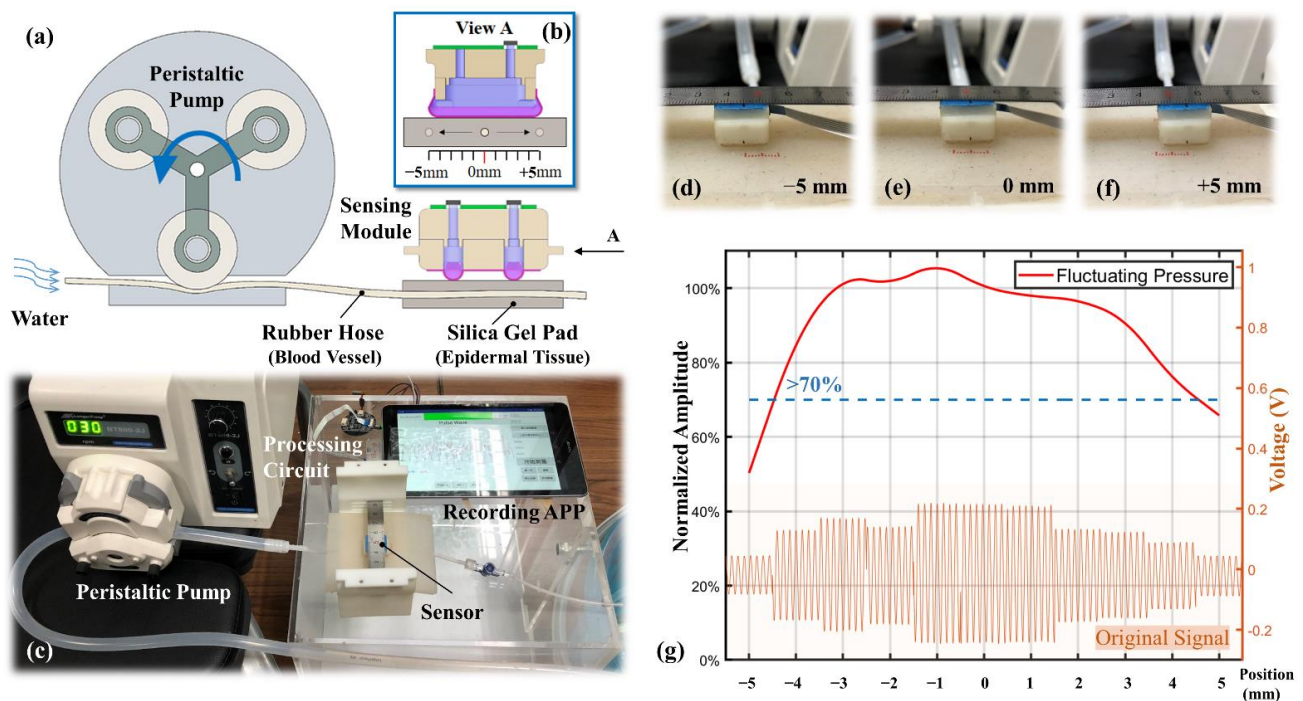 (a)
Peristaltic
Pump
Sensing
Module
A
Water
Rubber Hose
(Blood Vessel)
Silica Gel Pad
(Epidermal Tissue)
View A
(b)
−5mm
0mm
+5mm
030
Processing
Circuit
Recording APP
Pulse Wave
Peristaltic Pump
Sensor
(c)
(d)
−5 mm
(e)
0 mm
(f)
+5 mm
Fluctuating Pressure
>70%
Original Signal
Normalized Amplitude
100%
80%
60%
40%
20%
0%
Voltage (V)
1
0.8
0.6
0.4
0.2
0
-0.2
(g)
−5 −4 −3 −2 −1 0 1 2 3 4 5
Position
(mm)